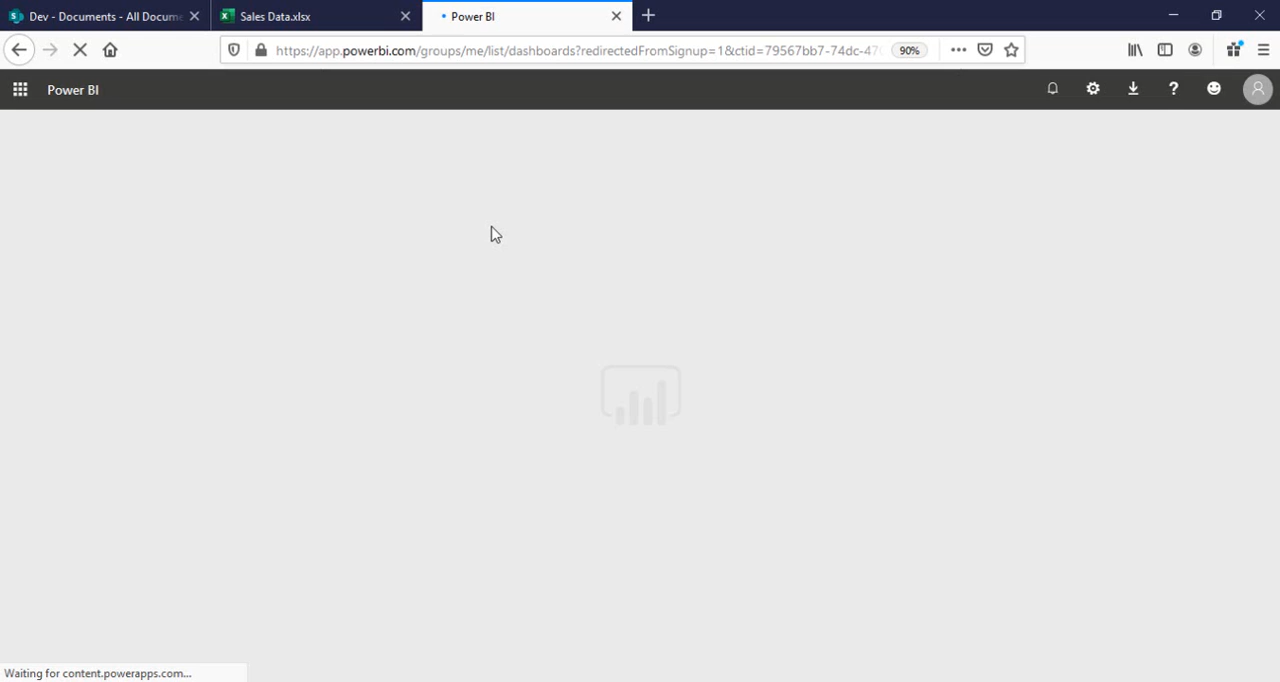 Dev - Documents - All Docume
Sales Data.xlsx
Power BI
https://app.powerbi.com/groups/me/list/dashboards?redirectedFromSignup=1&ctid=79567bb7-74dc-470
90%
Power BI
Waiting for content.powerapps.com...